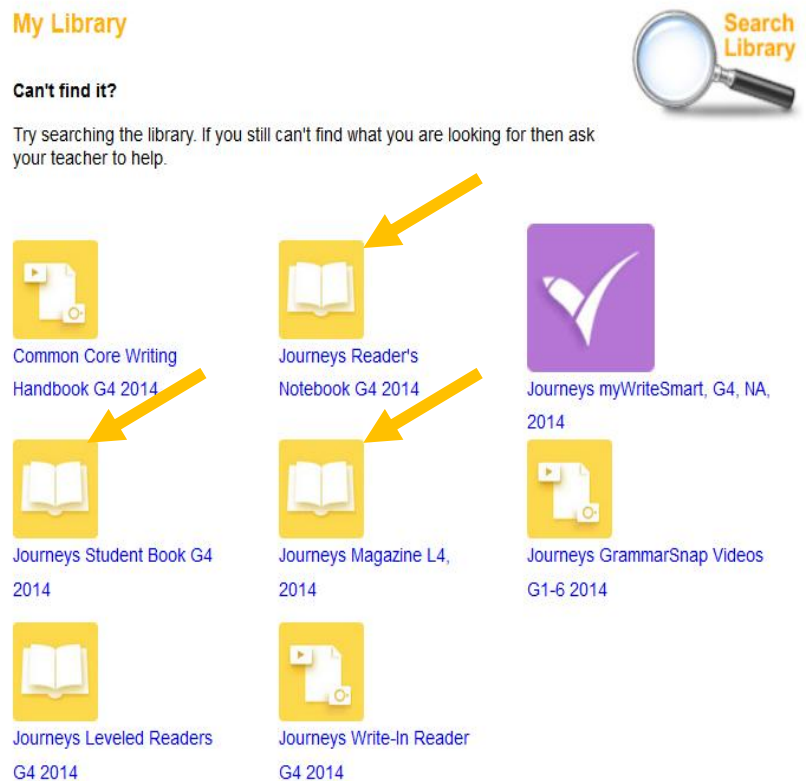 My Library
Search
Library
Can't find it?
Try searching the library. If you still can't find what you are looking for then ask
your teacher to help.
Common Core Writing
Handbook G4 2014
Journeys Reader's
Notebook G4 2014
Journeys myWriteSmart, G4, NA,
2014
Journeys Student Book G4
2014
Journeys Magazine L4,
2014
Journeys GrammarSnap Videos
G1-6 2014
Journeys Leveled Readers
G4 2014
Journeys Write-In Reader
G4 2014